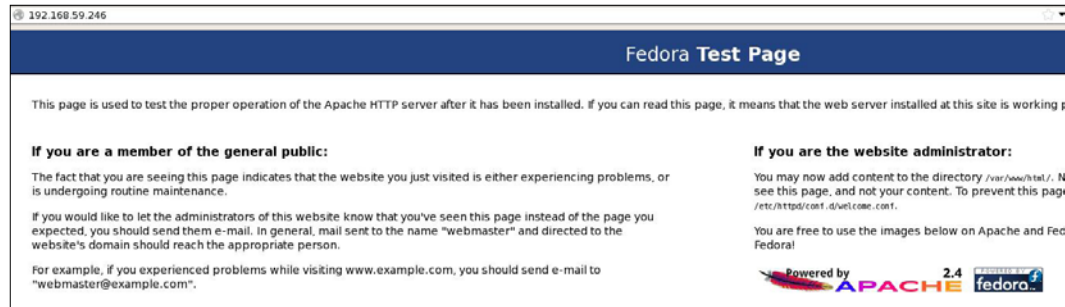 192.168.59.246
Fedora Test Page
This page is used to test the proper operation of the Apache HTTP server after it has been installed. If you can read this page, it means that the web server installed at this site is working p
If you are a member of the general public:
The fact that you are seeing this page indicates that the website you just visited is either experiencing problems, or
is undergoing routine maintenance.
If you would like to let the administrators of this website know that you've seen this page instead of the page you
expected, you should send them e-mail. In general, mail sent to the name "webmaster" and directed to the
website's domain should reach the appropriate person.
For example, if you experienced problems while visiting www.example.com, you should send e-mail to
"webmaster@example.com".
If you are the website administrator:
You may now add content to the directory /var/www/html/. N
see this page, and not your content. To prevent this page
/etc/httpd/conf.d/welcome.conf.
You are free to use the images below on Apache and Fed
Fedora!
Powered by 2.4
APACHE
POWERED BY
fedora